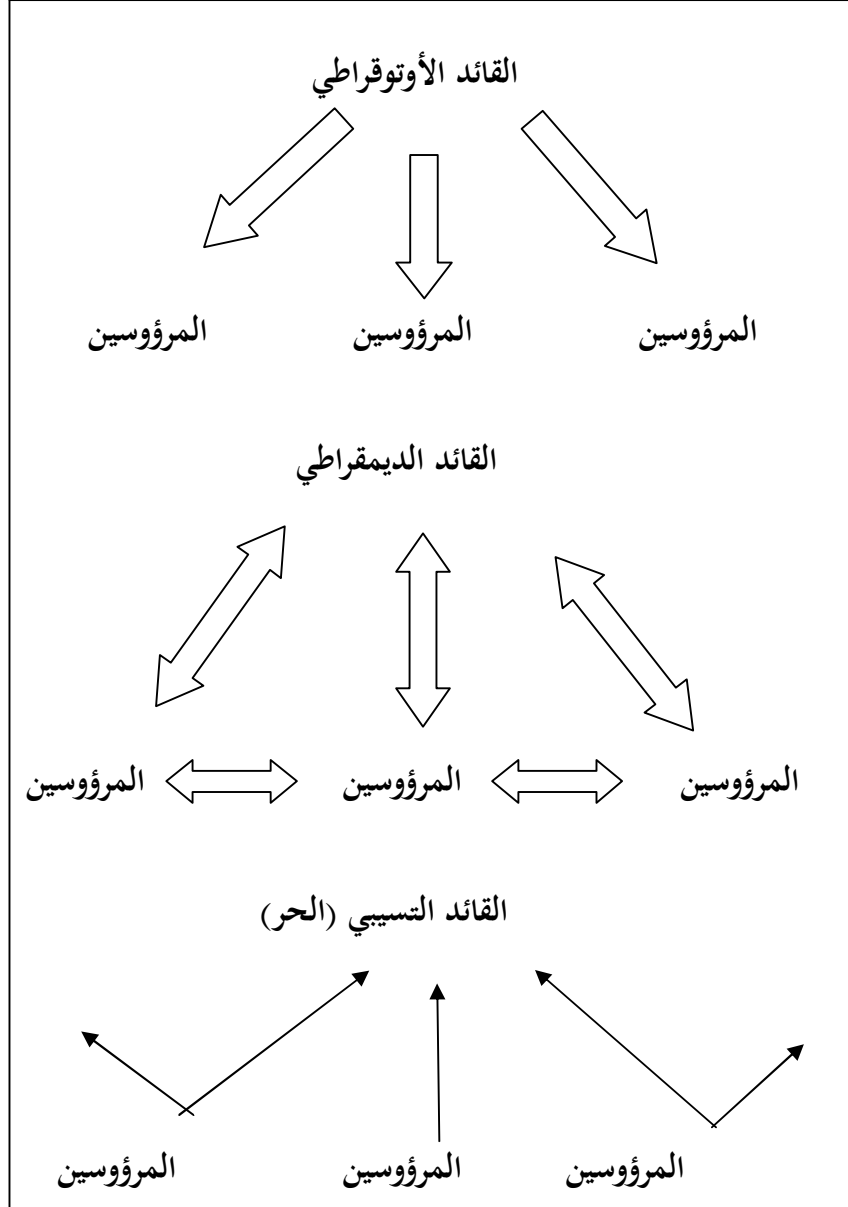 القائد الأوتوقراطي
المرؤوسين المرؤوسين المرؤوسين
القائد الديمقراطي
المرؤوسين المرؤوسين المرؤوسين
القائد التسيبي (الحر)
المرؤوسين المرؤوسين المرؤوسين